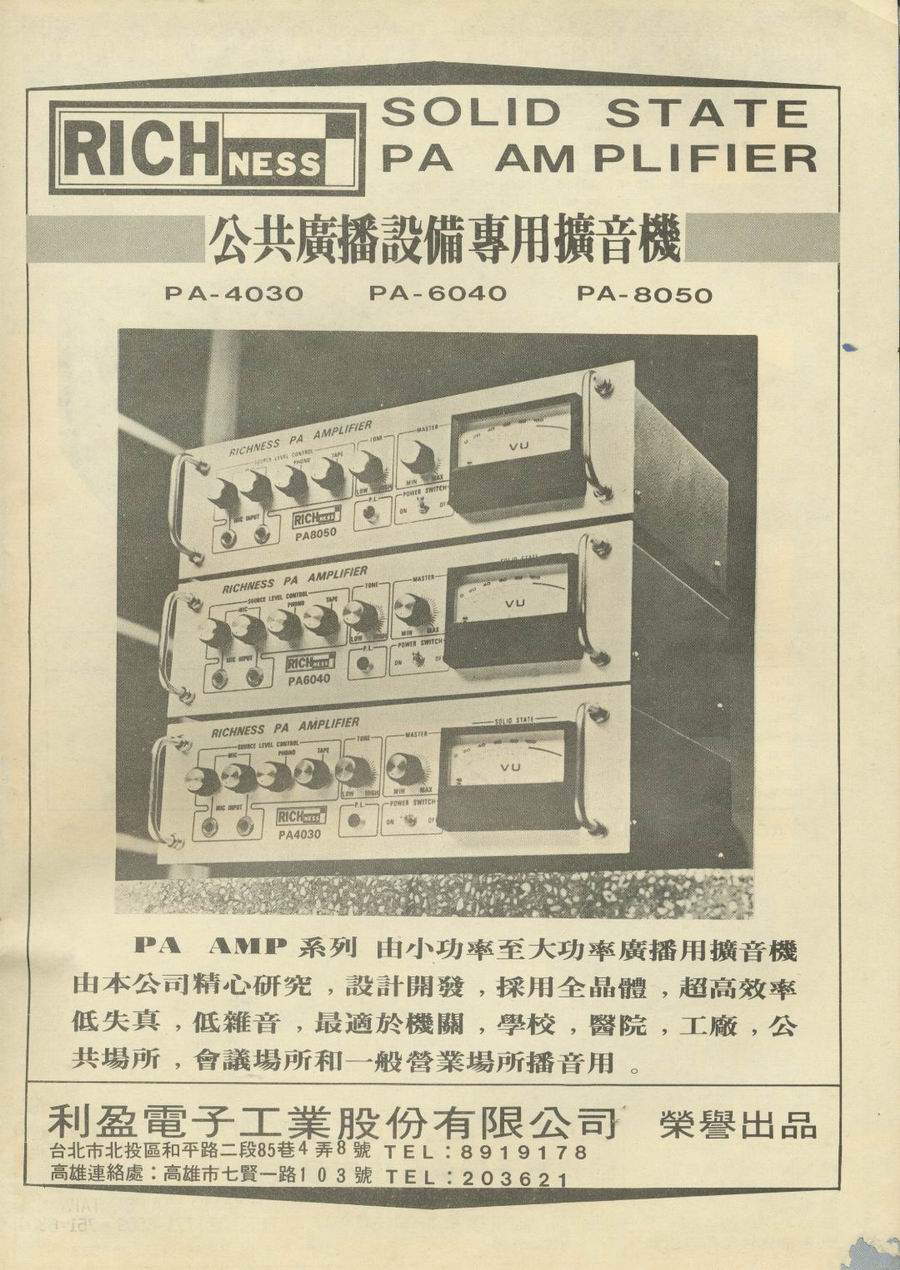 RICHNESS
SOLID STATE
PA AMPLIFIER
公共廣播設備專用擴音機
PA-4030 PA-6040 PA-8050
RICHNESS PA AMPLIFIER
SOURCE LEVEL CONTROL
PHONO TAPE TONE MASTER
LOW HIGH MIN MAX
MIC INPUT P.L. POWER SWITCH
ON
RICHNESS
PA8050
0 20 40 60 80 100
VU
RICHNESS PA AMPLIFIER
SOLID STATE
SOURCE LEVEL CONTROL
MIC PHONO TAPE TONE MASTER
LOW HIGH MIN MAX
MIC INPUT P.L. POWER SWITCH
ON
RICHNESS
PA6040
VU
RICHNESS PA AMPLIFIER
SOLID STATE
SOURCE LEVEL CONTROL
MIC PHONO TAPE TONE MASTER
LOW HIGH MIN MAX
MIC INPUT P.L. POWER SWITCH
ON
RICHNESS
PA4030
VU
PA AMP 系列 由小功率至大功率廣播用擴音機
由本公司精心研究,設計開發,採用全晶體,超高效率
低失真,低雜音,最適於機關,學校,醫院,工廠,公
共場所,會議場所和一般營業場所播音用。
利盈電子工業股份有限公司 榮譽出品
台北市北投區和平路二段85巷4弄8號 TEL:8919178
高雄連絡處:高雄市七賢一路103號 TEL:203621